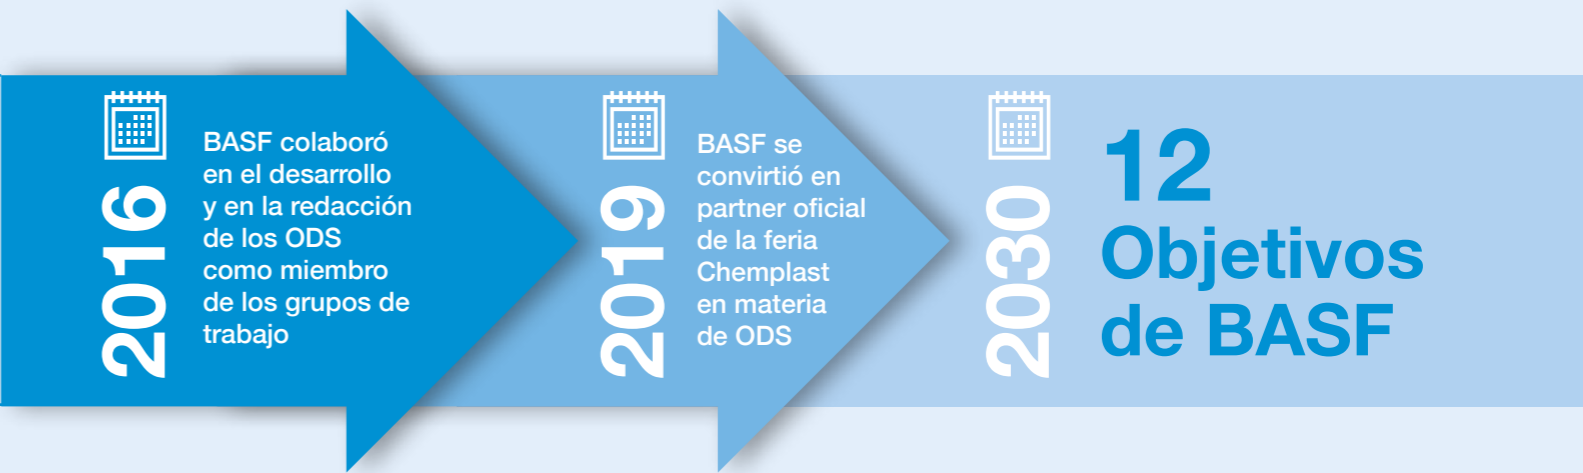 2016
BASF colaboró
en el desarrollo
y en la redacción
de los ODS
como miembro
de los grupos de
trabajo
2019
BASF se
convirtió en
partner oficial
de la feria
Chemplast
en materia
de ODS
2030
12
Objetivos
de BASF